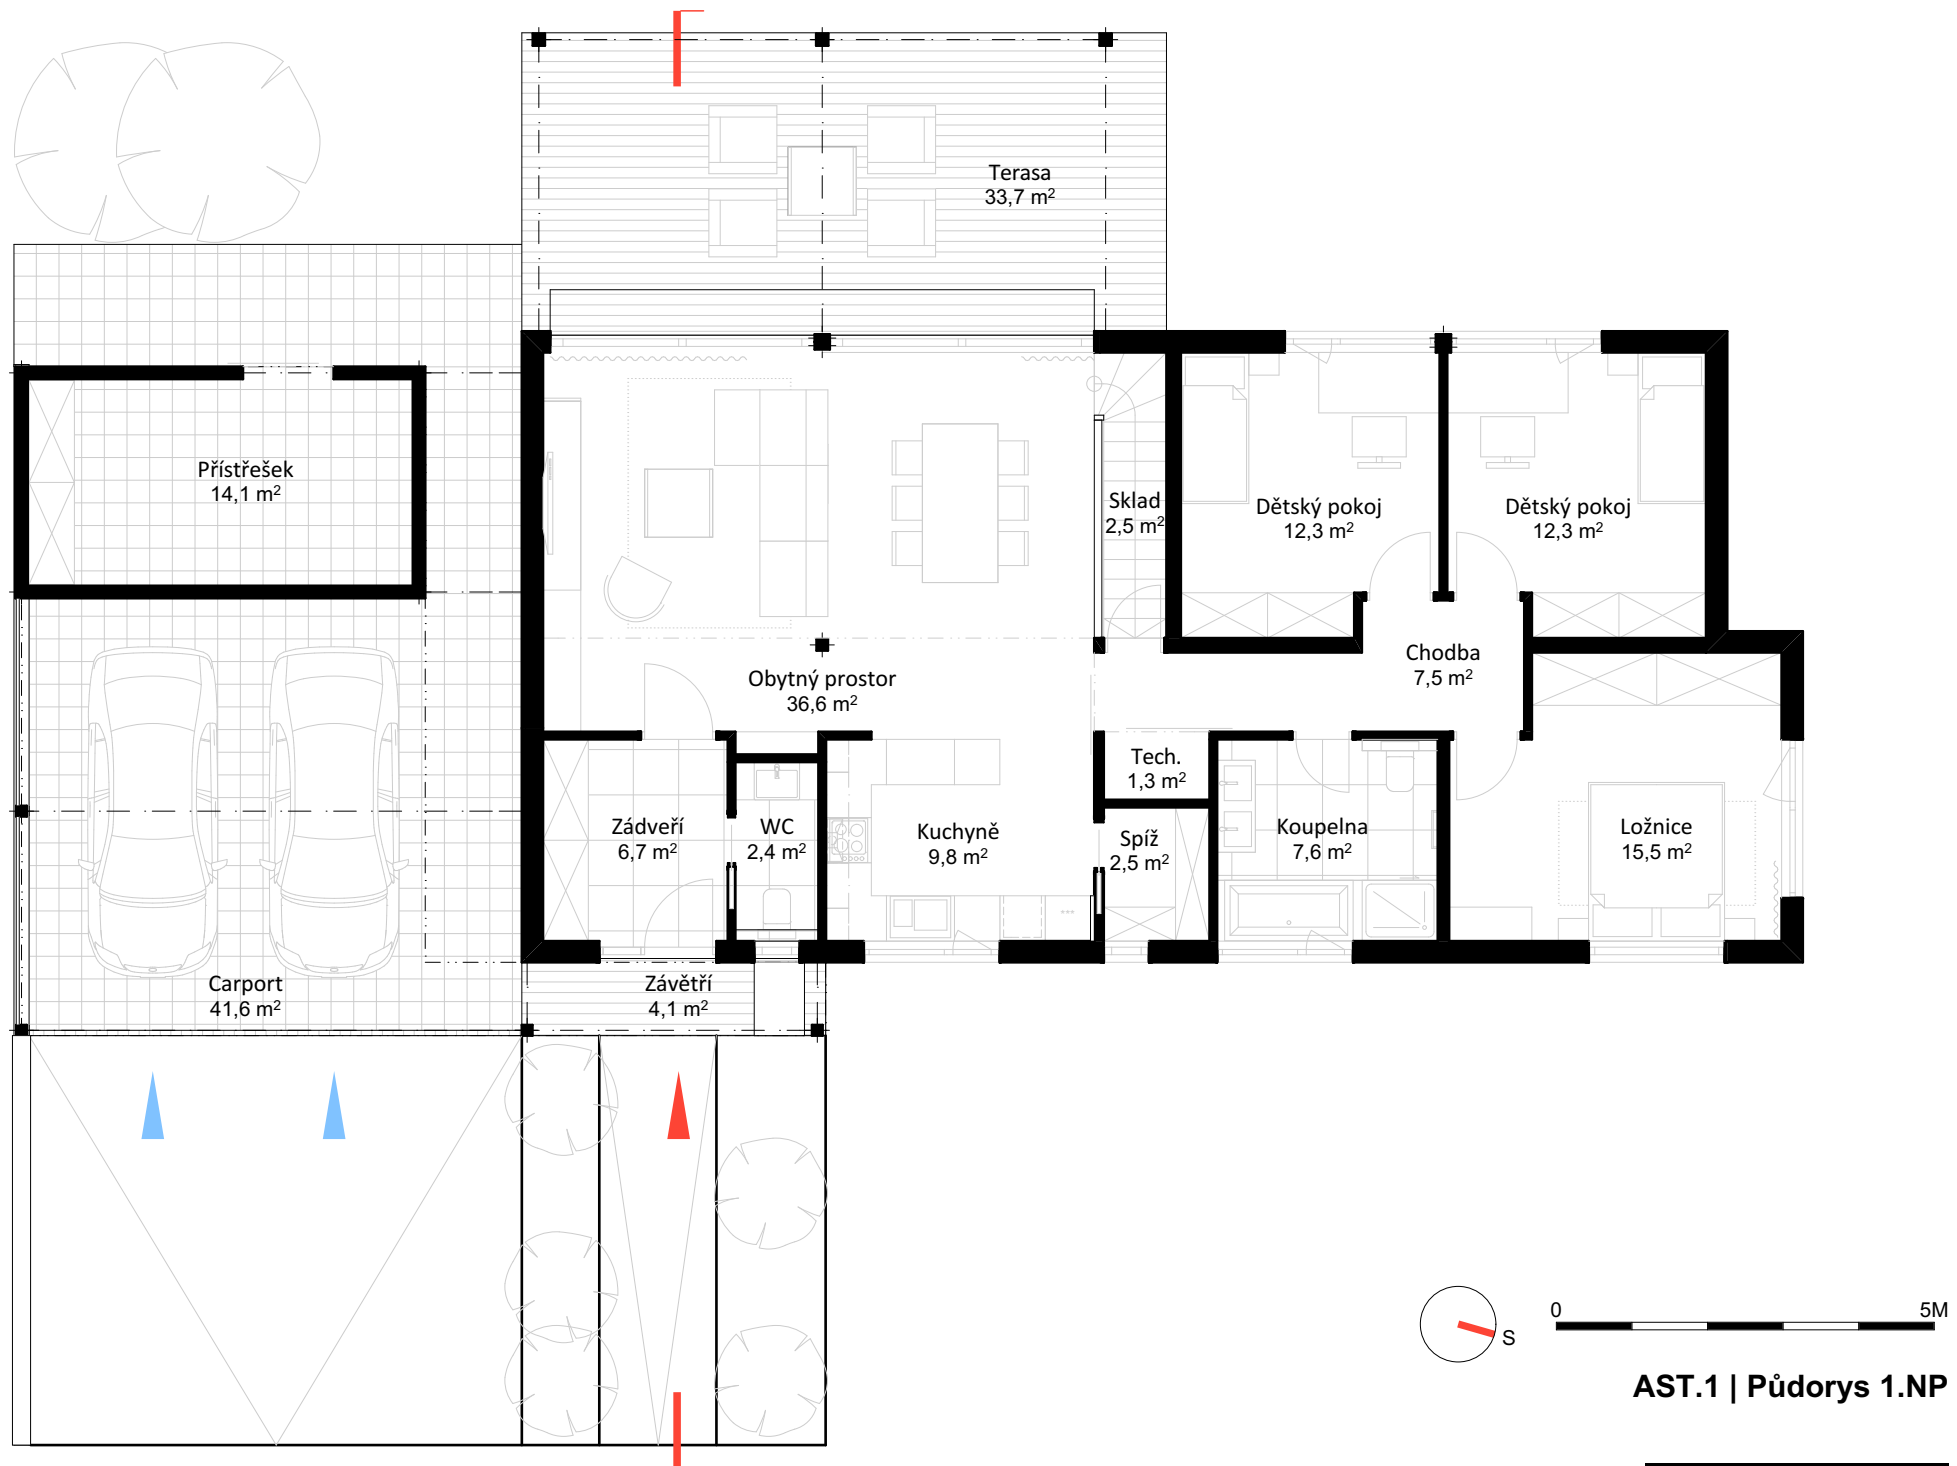 Terasa
33,7 m²
Přístřešek
14,1 m²
Sklad
2,5 m²
Dětský pokoj
12,3 m²
Dětský pokoj
12,3 m²
Obytný prostor
36,6 m²
Chodba
7,5 m²
Tech.
1,3 m²
Zádveří
6,7 m²
WC
2,4 m²
Kuchyně
9,8 m²
Spíž
2,5 m²
Koupelna
7,6 m²
Ložnice
15,5 m²
Carport
41,6 m²
Závětří
4,1 m²
S
0 5M
AST.1 | Půdorys 1.NP